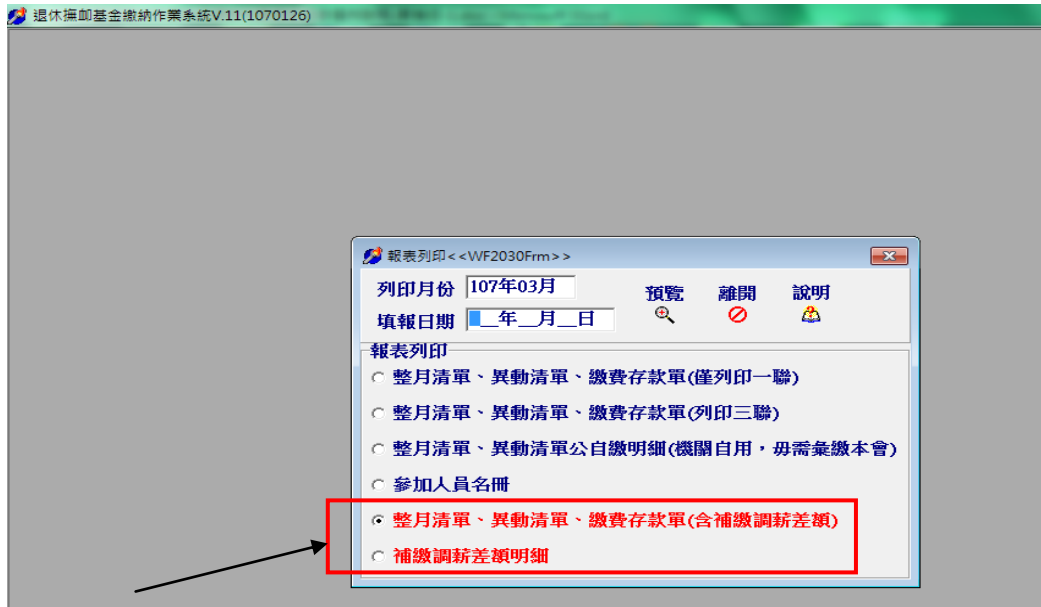 退休撫卹基金繳納作業系統V.11(1070126)
報表列印<<WF2030Frm>>
列印月份 107年03月
預覽 離開 說明
填報日期 __年__月__日
報表列印
整月清單、異動清單、繳費存款單(僅列印一聯)
整月清單、異動清單、繳費存款單(列印三聯)
整月清單、異動清單公自繳明細(機關自用，毋需彙繳本會)
參加人員名冊
整月清單、異動清單、繳費存款單(含補繳調薪差額)
補繳調薪差額明細